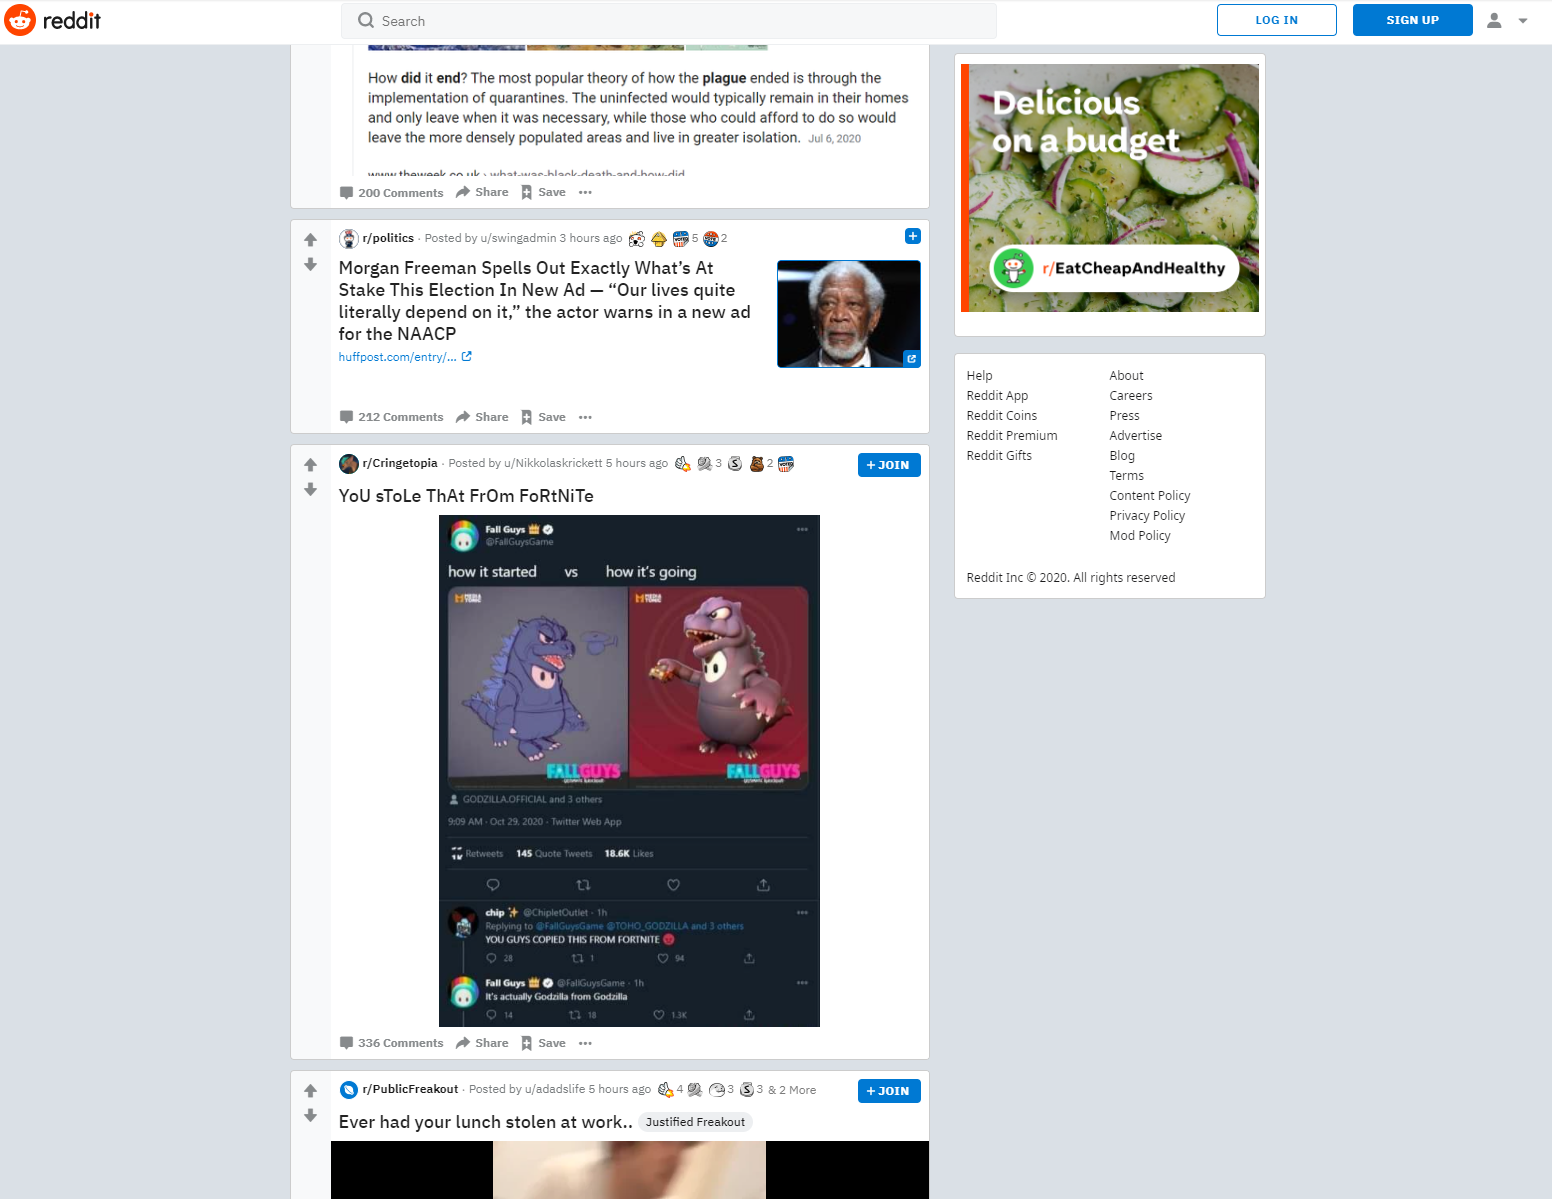 reddit
Search
LOG IN
SIGN UP
How did it end? The most popular theory of how the plague ended is through the
implementation of quarantines. The uninfected would typically remain in their homes
and only leave when it was necessary, while those who could afford to do so would
leave the more densely populated areas and live in greater isolation. Jul 6, 2020
www.theweek.co.uk › what-was-black-death-and-how-did
200 Comments Share Save
r/politics · Posted by u/swingadmin 3 hours ago 5 2
Morgan Freeman Spells Out Exactly What's At
Stake This Election In New Ad — “Our lives quite
literally depend on it,” the actor warns in a new ad
for the NAACP
huffpost.com/entry/...
212 Comments Share Save
r/Cringetopia · Posted by u/Nikkolaskrickett 5 hours ago 3 2
+ JOIN
YoU sToLe ThAt FrOm FoRtNiTe
Fall Guys
@FallGuysGame
how it started vs how it's going
MEDIA TONIC
MEDIA TONIC
FALL GUYS
ULTIMATE KNOCKOUT
FALL GUYS
ULTIMATE KNOCKOUT
GODZILLA.OFFICIAL and 3 others
9:09 AM · Oct 29, 2020 · Twitter Web App
Retweets 145 Quote Tweets 18.6K Likes
chip @ChipletOutlet · 1h
Replying to @FallGuysGame @TOHO_GODZILLA and 3 others
YOU GUYS COPIED THIS FROM FORTNITE
28 1 94
Fall Guys @FallGuysGame · 1h
It's actually Godzilla from Godzilla
14 18 1.3K
336 Comments Share Save
r/PublicFreakout · Posted by u/adadslife 5 hours ago 4 3 3 & 2 More
+ JOIN
Ever had your lunch stolen at work.. Justified Freakout
Delicious
on a budget
r/EatCheapAndHealthy
Help
Reddit App
Reddit Coins
Reddit Premium
Reddit Gifts
About
Careers
Press
Advertise
Blog
Terms
Content Policy
Privacy Policy
Mod Policy
Reddit Inc © 2020. All rights reserved